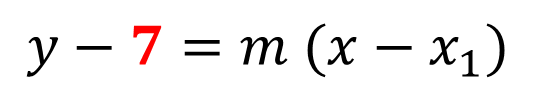 y − 7 = m (x − x₁)